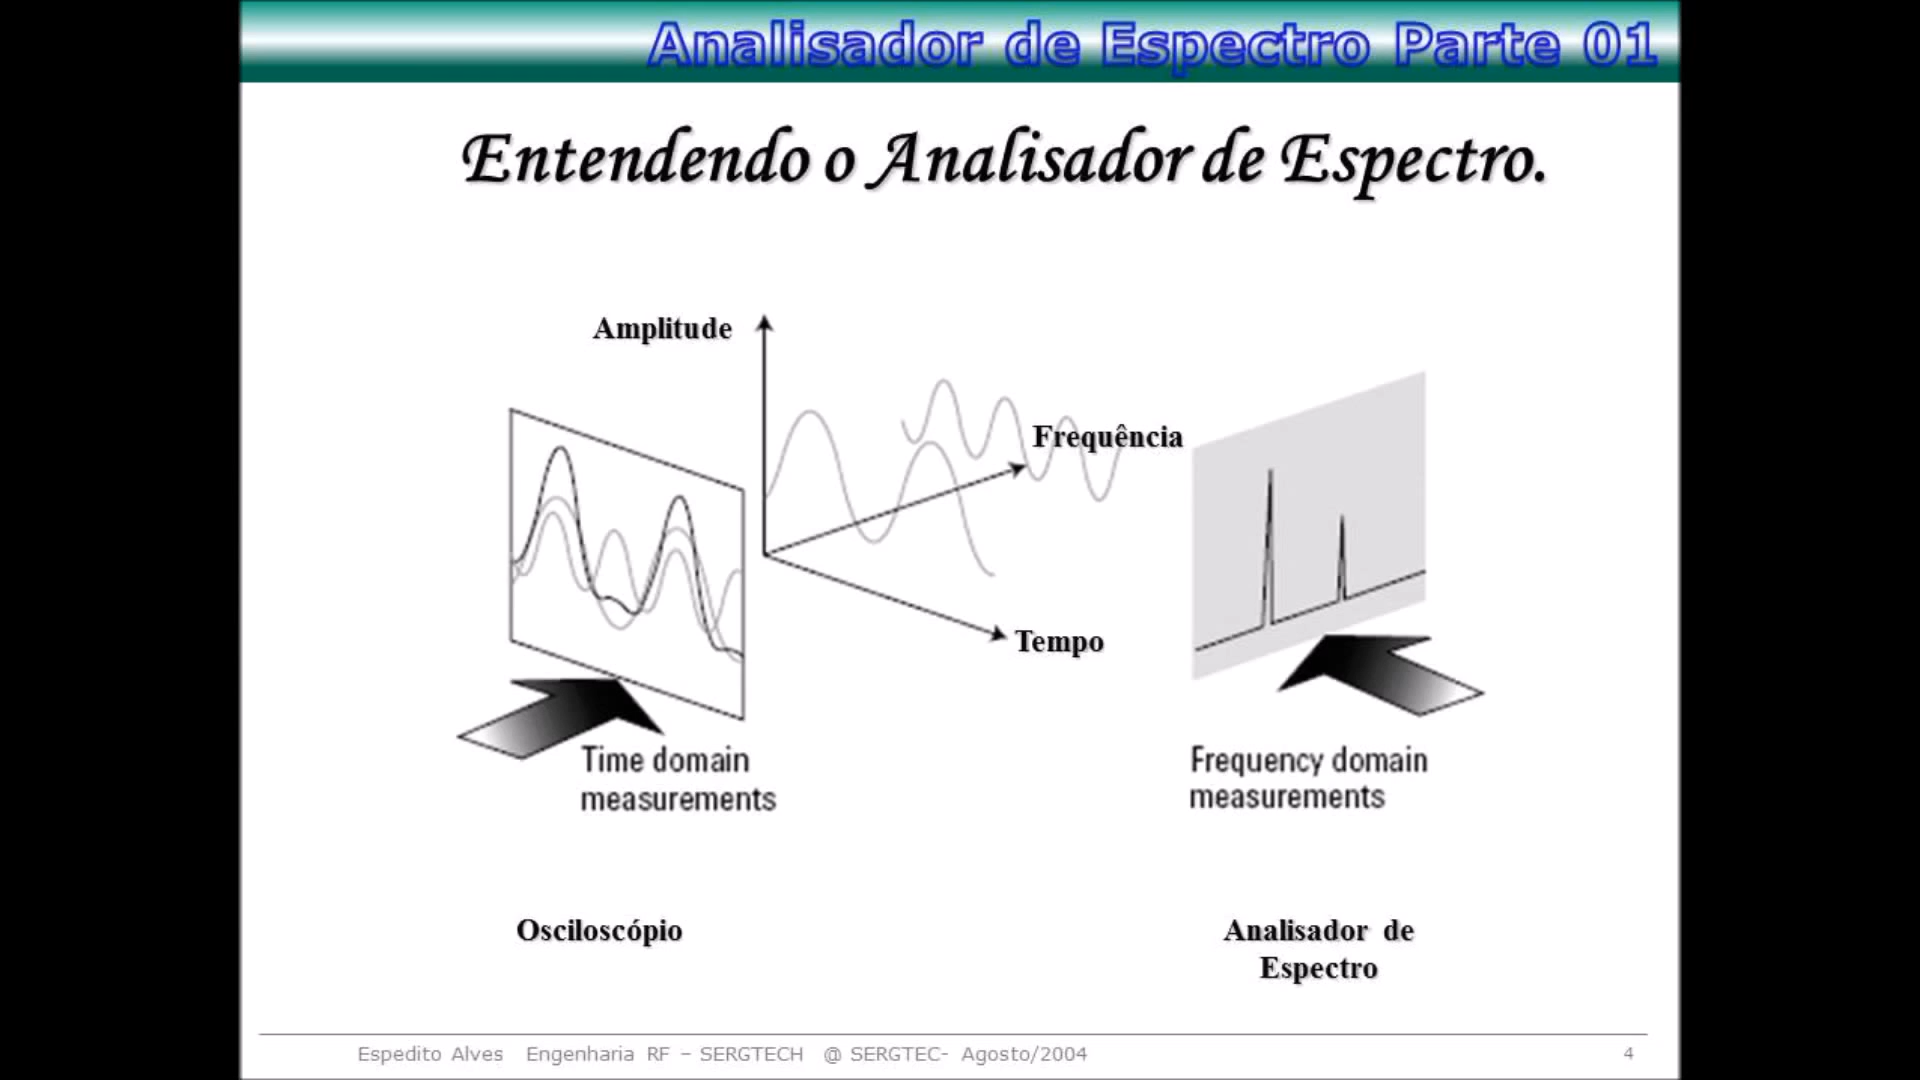 Analisador de Espectro Parte 01
Entendendo o Analisador de Espectro.
Amplitude
Frequência
Tempo
Time domain
measurements
Frequency domain
measurements
Osciloscópio
Analisador de
Espectro
Espedito Alves Engenharia RF – SERGTECH @ SERGTEC- Agosto/2004
4